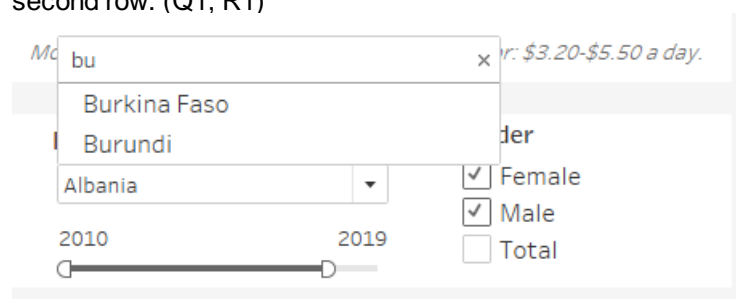 second row. (Q1, R1)
bu ×
r: $3.20-$5.50 a day.
Burkina Faso
Burundi
Albania
Female
Male
2010 2019
Total